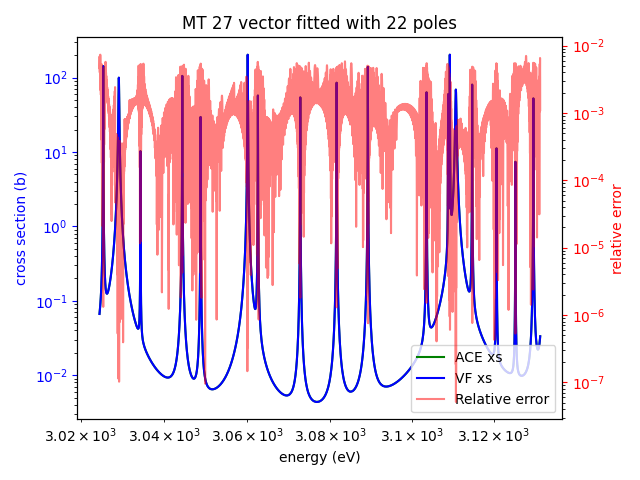 MT 27 vector fitted with 22 poles
10²
10¹
10⁰
10⁻¹
10⁻²
cross section (b)
10⁻²
10⁻³
10⁻⁴
10⁻⁵
10⁻⁶
10⁻⁷
relative error
ACE xs
VF xs
Relative error
3.02 × 10³ 3.04 × 10³ 3.06 × 10³ 3.08 × 10³ 3.1 × 10³ 3.12 × 10³
energy (eV)